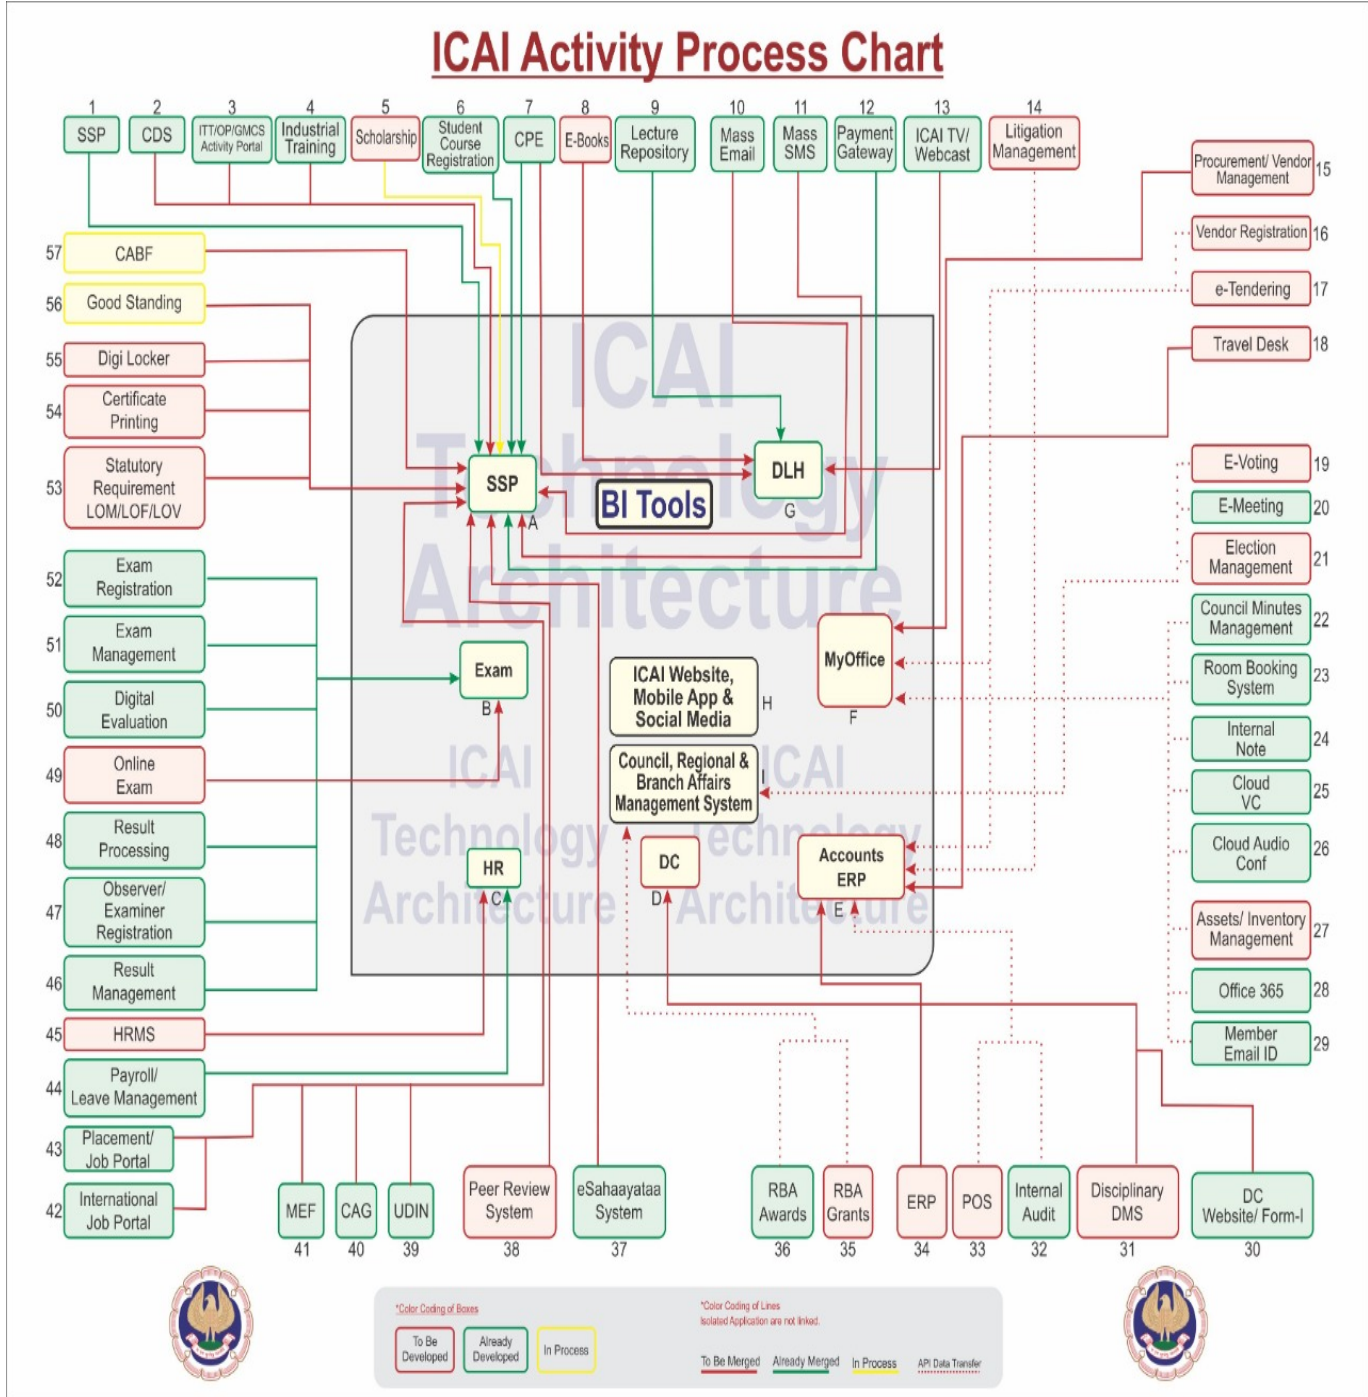 ICAI Activity Process Chart
1
2
3
4
5
6
7
8
9
10
11
12
13
14
SSP
CDS
ITT/OP/GMCS
Activity Portal
Industrial
Training
Scholarship
Student
Course
Registration
CPE
E-Books
Lecture
Repository
Mass
Email
Mass
SMS
Payment
Gateway
ICAI TV/
Webcast
Litigation
Management
Procurement/ Vendor
Management
15
Vendor Registration
16
e-Tendering
17
Travel Desk
18
E-Voting
19
E-Meeting
20
Election
Management
21
Council Minutes
Management
22
Room Booking
System
23
Internal
Note
24
Cloud
VC
25
Cloud Audio
Conf
26
Assets/ Inventory
Management
27
Office 365
28
Member
Email ID
29
57
CABF
56
Good Standing
55
Digi Locker
54
Certificate
Printing
53
Statutory
Requirement
LOM/LOF/LOV
52
Exam
Registration
51
Exam
Management
50
Digital
Evaluation
49
Online
Exam
48
Result
Processing
47
Observer/
Examiner
Registration
46
Result
Management
45
HRMS
44
Payroll/
Leave Management
43
Placement/
Job Portal
42
International
Job Portal
ICAI
Technology
Architecture
SSP
A
BI Tools
DLH
G
Exam
B
ICAI Website,
Mobile App &
Social Media
H
MyOffice
F
Council, Regional &
Branch Affairs
Management System
I
ICAI
Technology
Architecture
ICAI
Technology
Architecture
HR
C
DC
D
Accounts
ERP
E
MEF
41
CAG
40
UDIN
39
Peer Review
System
38
eSahaayataa
System
37
RBA
Awards
36
RBA
Grants
35
ERP
34
POS
33
Internal
Audit
32
Disciplinary
DMS
31
DC
Website/ Form-I
30
*Color Coding of Boxes
To Be
Developed
Already
Developed
In Process
*Color Coding of Lines
Isolated Application are not linked.
To Be Merged
Already Merged
In Process
API Data Transfer